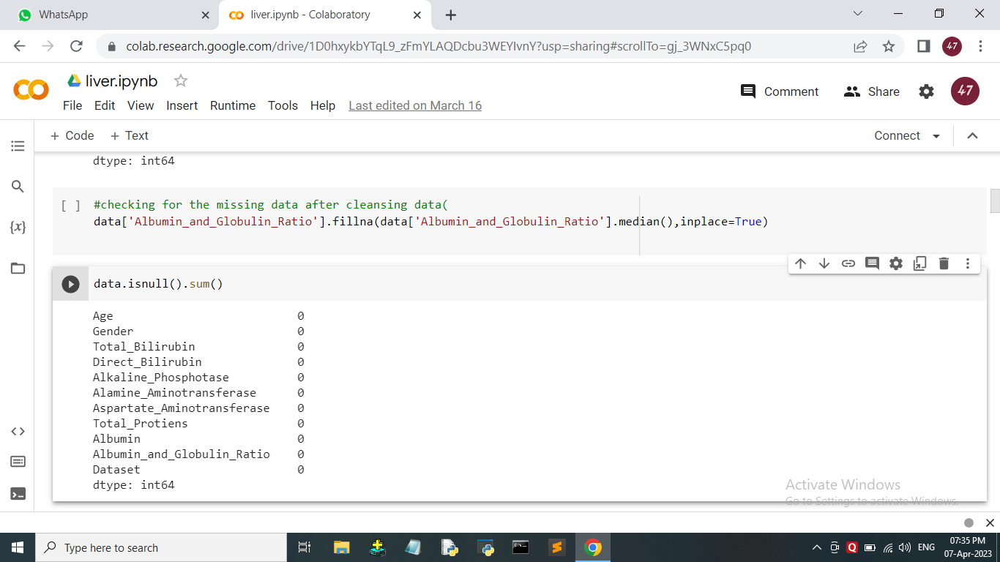 WhatsApp
liver.ipynb - Colaboratory
colab.research.google.com/drive/1D0hxykbYTqL9_zFmYLAQDcbu3WEYIvnY?usp=sharing#scrollTo=gj_3WNxC5pq0
47
liver.ipynb
File Edit View Insert Runtime Tools Help Last edited on March 16
Comment Share
47
+ Code + Text
Connect
dtype: int64
[ ] #checking for the missing data after cleansing data(
data['Albumin_and_Globulin_Ratio'].fillna(data['Albumin_and_Globulin_Ratio'].median(),inplace=True)
data.isnull().sum()
Age 0
Gender 0
Total_Bilirubin 0
Direct_Bilirubin 0
Alkaline_Phosphotase 0
Alamine_Aminotransferase 0
Aspartate_Aminotransferase 0
Total_Protiens 0
Albumin 0
Albumin_and_Globulin_Ratio 0
Dataset 0
dtype: int64
{x}
Activate Windows
Go to Settings to activate Windows.
Type here to search
ENG
07:35 PM
07-Apr-2023